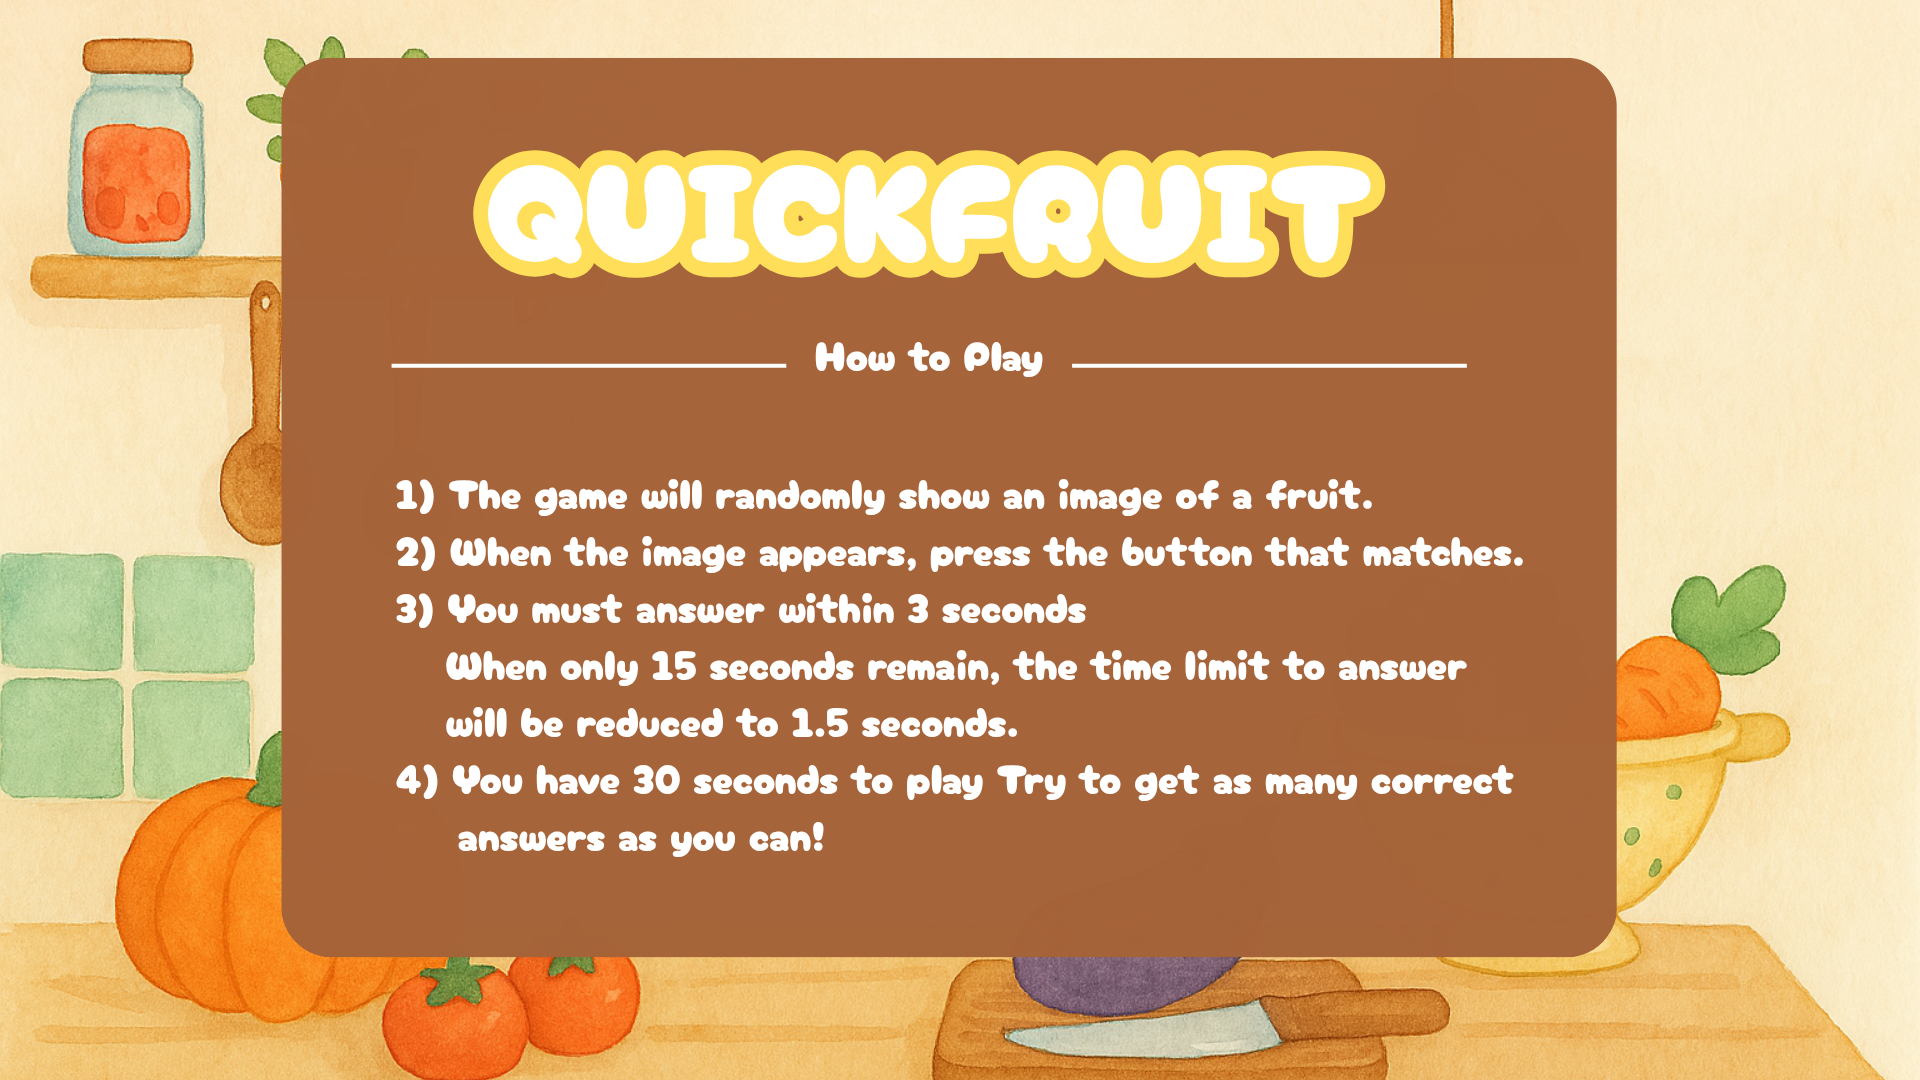 QUICKFRUIT
How to Play
1) The game will randomly show an image of a fruit.
2) When the image appears, press the button that matches.
3) You must answer within 3 seconds
When only 15 seconds remain, the time limit to answer
will be reduced to 1.5 seconds.
4) You have 30 seconds to play Try to get as many correct
answers as you can!